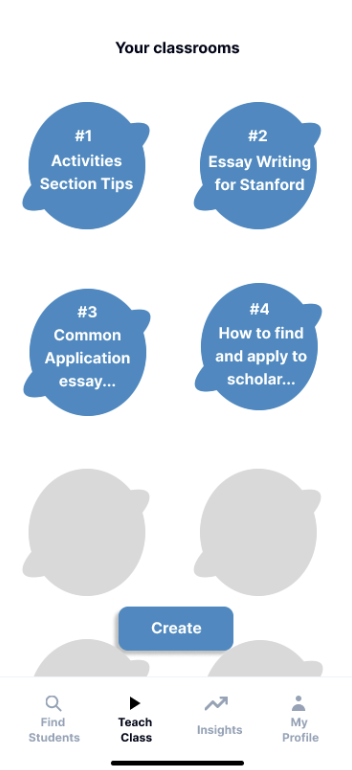 Your classrooms
#1
Activities
Section Tips
#2
Essay Writing
for Stanford
#3
Common
Application
essay...
#4
How to find
and apply to
scholar...
Create
Find
Students
Teach
Class
Insights
My
Profile